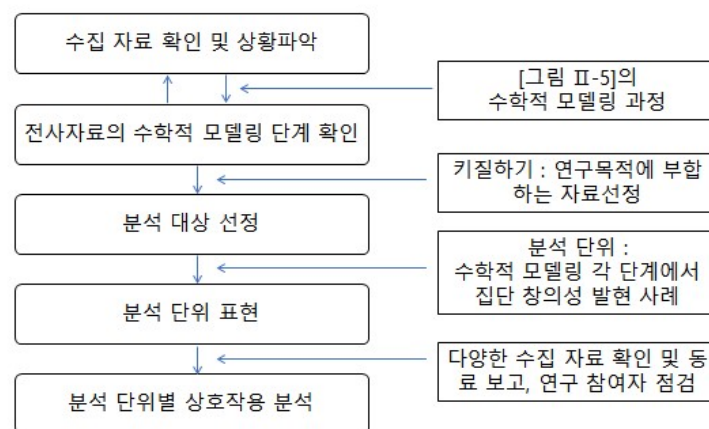 수집 자료 확인 및 상황파악
[그림 Ⅱ-5]의
수학적 모델링 과정
전사자료의 수학적 모델링 단계 확인
키질하기 : 연구목적에 부합
하는 자료선정
분석 대상 선정
분석 단위 :
수학적 모델링 각 단계에서
집단 창의성 발현 사례
분석 단위 표현
다양한 수집 자료 확인 및 동
료 보고, 연구 참여자 점검
분석 단위별 상호작용 분석